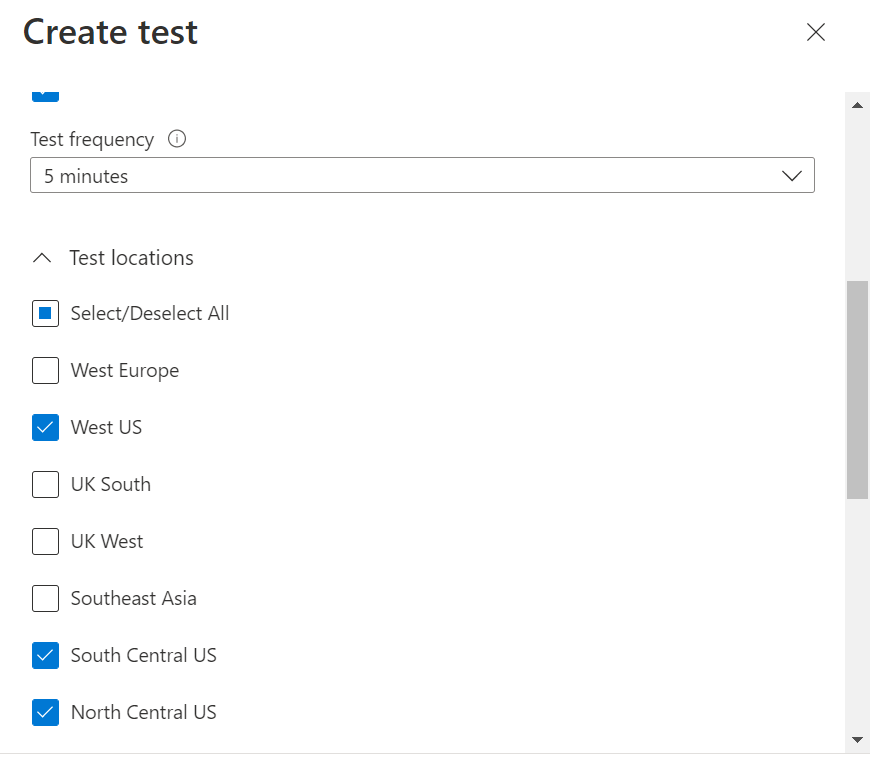 Create test
Test frequency
5 minutes
Test locations
Select/Deselect All
West Europe
West US
UK South
UK West
Southeast Asia
South Central US
North Central US